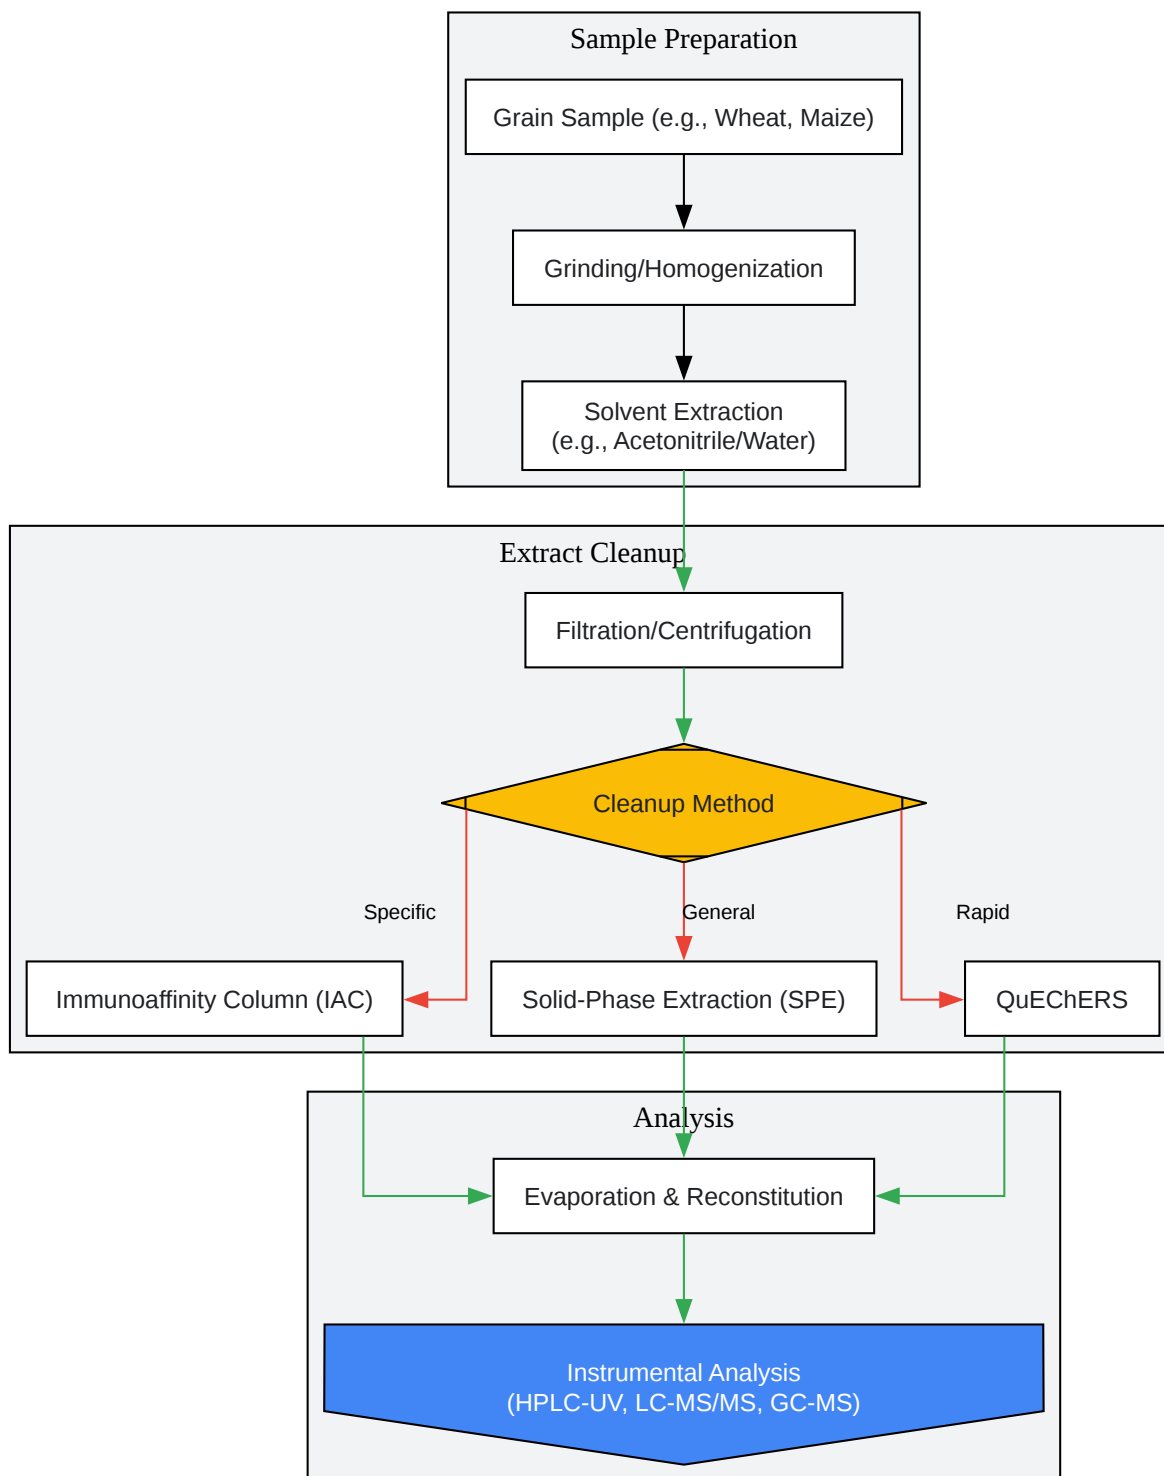 Sample Preparation
Grain Sample (e.g., Wheat, Maize)
Grinding/Homogenization
Solvent Extraction
(e.g., Acetonitrile/Water)
Extract Cleanup
Filtration/Centrifugation
Cleanup Method
Specific
General
Rapid
Immunoaffinity Column (IAC)
Solid-Phase Extraction (SPE)
QuEChERS
Analysis
Evaporation & Reconstitution
Instrumental Analysis
(HPLC-UV, LC-MS/MS, GC-MS)